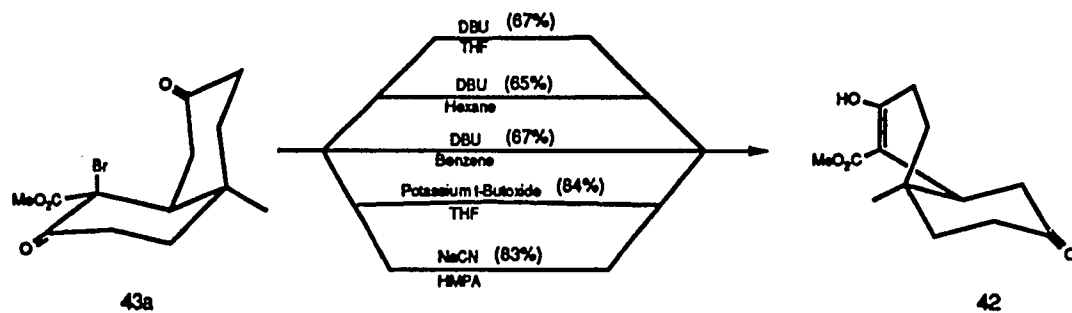 DBU (67%)
THF
DBU (65%)
Hexane
DBU (67%)
Benzene
Potassium t-Butoxide (84%)
THF
NaCN (83%)
HMPA
O
Br
MeO₂C
O
43a
HO
MeO₂C
O
42